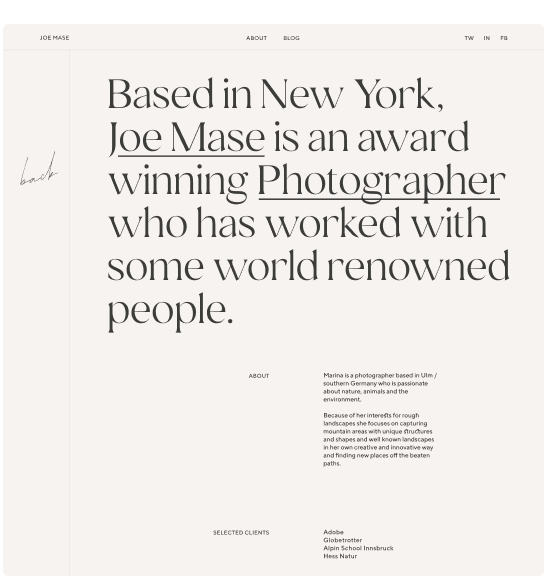 JOE MASE
ABOUT BLOG
TW IN FB
Based in New York,
Joe Mase is an award
winning Photographer
who has worked with
some world renowned
people.
back
ABOUT
Marina is a photographer based in Ulm /
southern Germany who is passionate
about nature, animals and the
environment.
Because of her interests for rough
landscapes she focuses on capturing
mountain areas with unique structures
and shapes and well known landscapes
in her own creative and innovative way
and finding new places off the beaten
paths.
SELECTED CLIENTS
Adobe
Globetrotter
Alpin School Innsbruck
Hess Natur